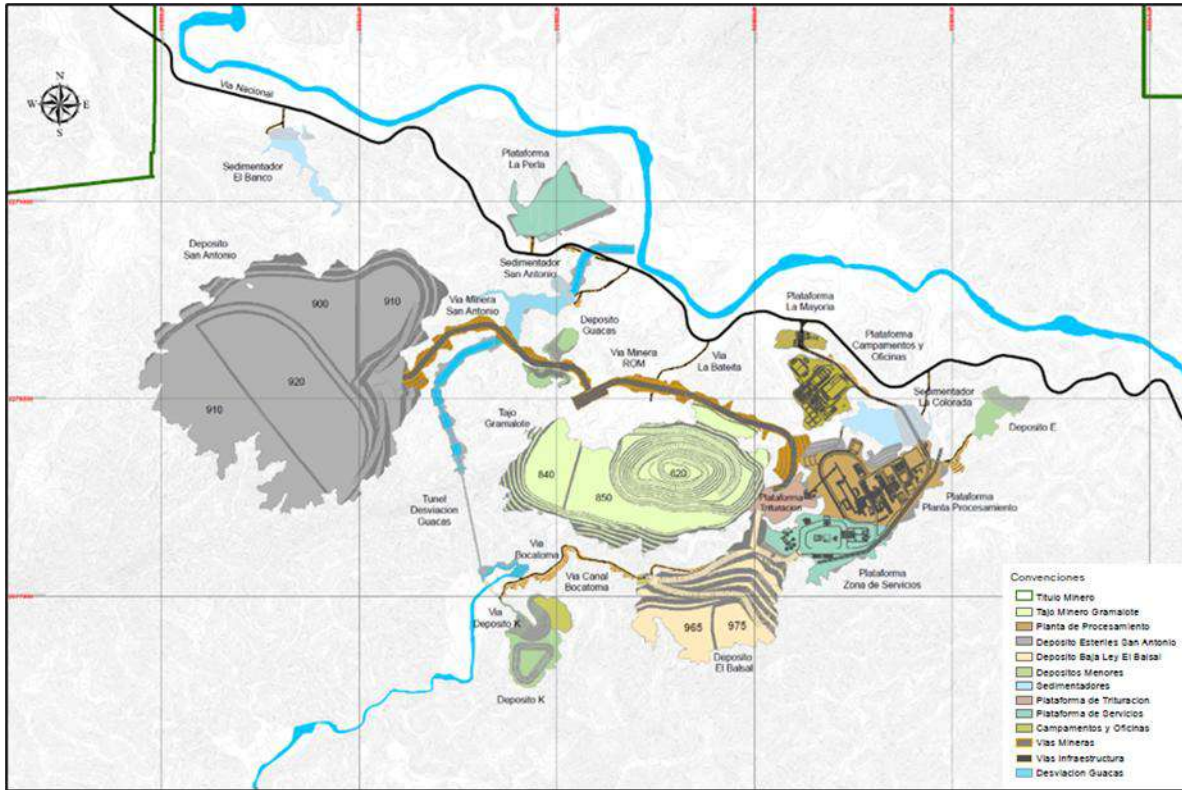 N
W
E
S
Via Nacional
Sedimentador
El Banco
Plataforma
La Perla
Deposito
San Antonio
Sedimentador
San Antonio
Via Minera
San Antonio
900
910
920
910
Deposito
Guacas
Via Minera
ROM
Via
La Bateita
Plataforma
La Mayoria
Plataforma
Campamentos y
Oficinas
Sedimentador
La Colorada
Deposito E
Tajo
Gramalote
840
850
620
Plataforma
Trituracion
Plataforma
Planta Procesamiento
Tunel
Desviacion
Guacas
Via
Bocatoma
Via Canal
Bocatoma
Plataforma
Zona de Servicios
Via
Deposito K
965
975
Deposito
El Balsal
Deposito K
Convenciones
Titulo Minero
Tajo Minero Gramalote
Planta de Procesamiento
Deposito Esteriles San Antonio
Deposito Baja Ley El Balsal
Depositos Menores
Sedimentadores
Plataforma de Trituracion
Plataforma de Servicios
Campamentos y Oficinas
Vias Mineras
Vias Infraestructura
Desviacion Guacas